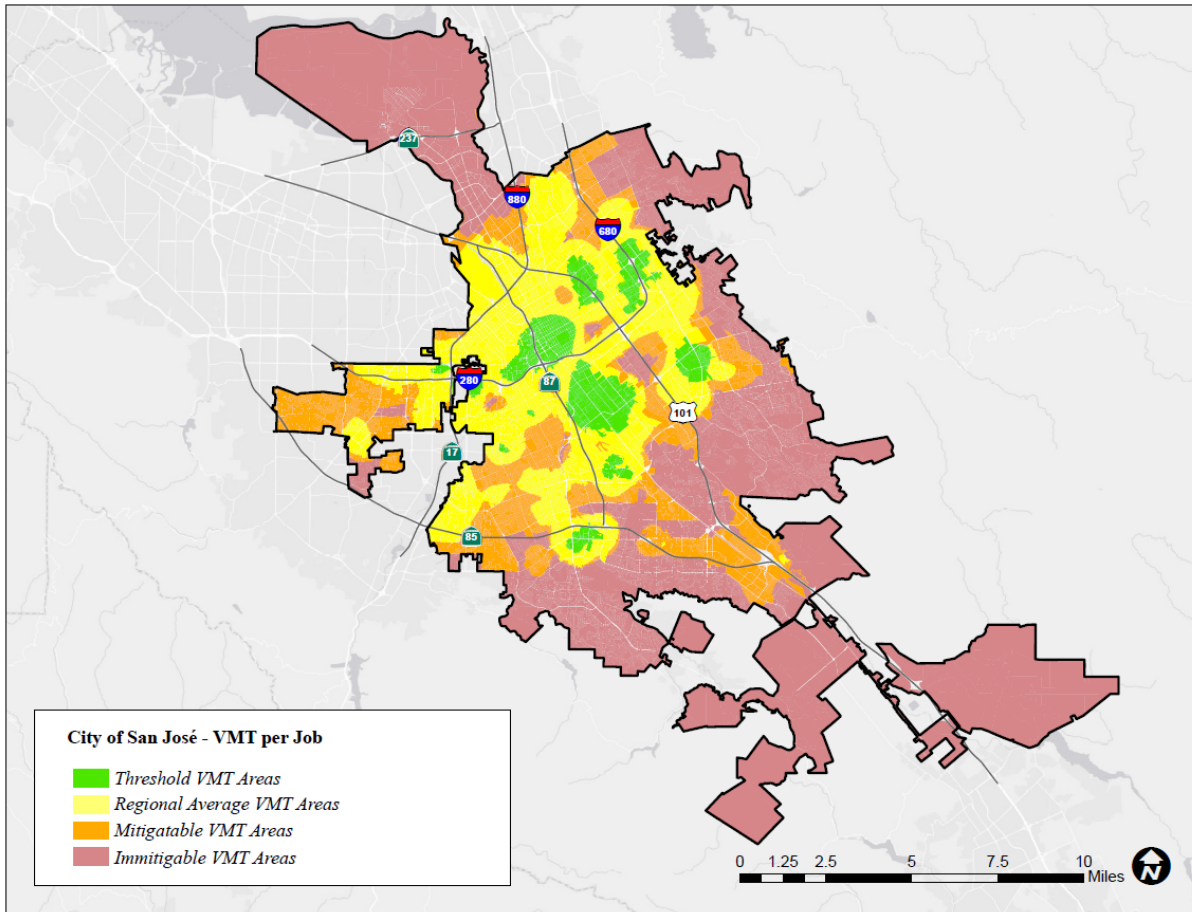 237
880
680
280
87
101
17
85
City of San José - VMT per Job
Threshold VMT Areas
Regional Average VMT Areas
Mitigatable VMT Areas
Immitigable VMT Areas
0 1.25 2.5 5 7.5 10
Miles
N